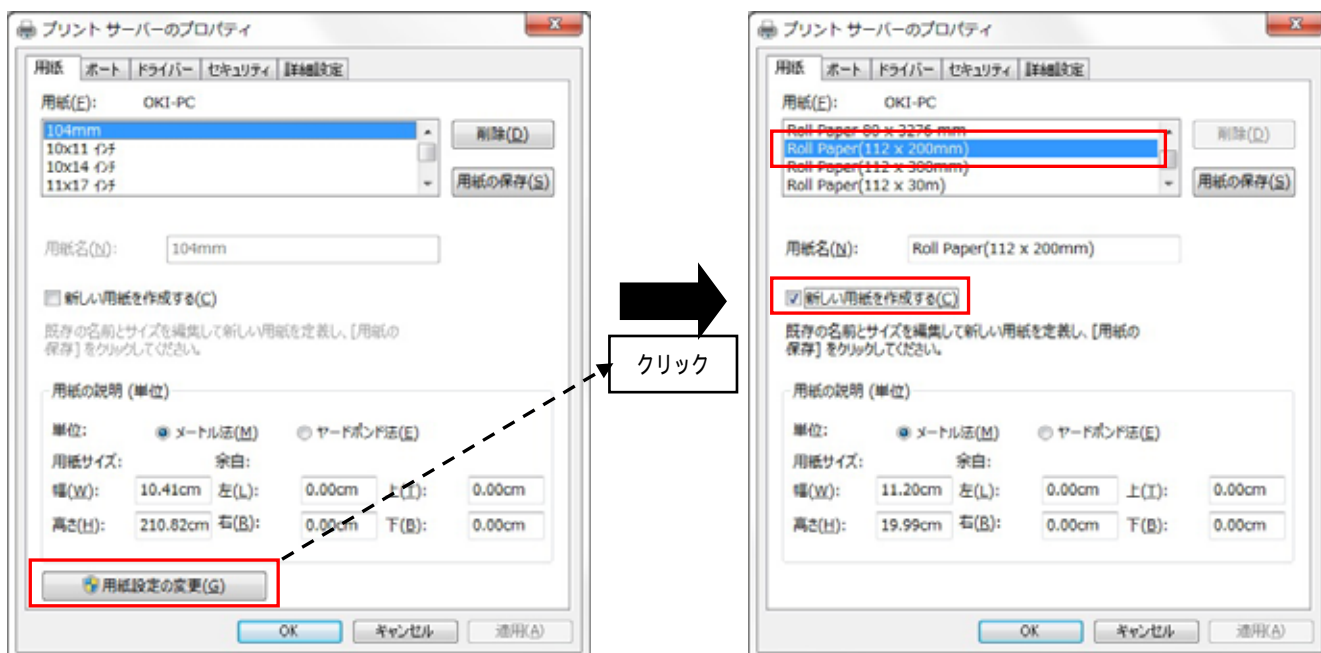 プリント サーバーのプロパティ
用紙 ポート ドライバー セキュリティ 詳細設定
用紙(E): OKI-PC
104mm
10x11 インチ
10x14 インチ
11x17 インチ
削除(D)
用紙の保存(S)
用紙名(N): 104mm
新しい用紙を作成する(C)
既存の名前とサイズを編集して新しい用紙を定義し、[用紙の
保存] をクリックしてください。
用紙の説明 (単位)
単位: メートル法(M) ヤードポンド法(E)
用紙サイズ: 余白:
幅(W): 10.41cm 左(L): 0.00cm 上(T): 0.00cm
高さ(H): 210.82cm 右(R): 0.00cm 下(B): 0.00cm
用紙設定の変更(G)
OK キャンセル 適用(A)
クリック
プリント サーバーのプロパティ
用紙 ポート ドライバー セキュリティ 詳細設定
用紙(E): OKI-PC
Roll Paper 80 x 3276 mm
Roll Paper(112 x 200mm)
Roll Paper(112 x 300mm)
Roll Paper(112 x 30m)
削除(D)
用紙の保存(S)
用紙名(N): Roll Paper(112 x 200mm)
新しい用紙を作成する(C)
既存の名前とサイズを編集して新しい用紙を定義し、[用紙の
保存] をクリックしてください。
用紙の説明 (単位)
単位: メートル法(M) ヤードポンド法(E)
用紙サイズ: 余白:
幅(W): 11.20cm 左(L): 0.00cm 上(T): 0.00cm
高さ(H): 19.99cm 右(R): 0.00cm 下(B): 0.00cm
OK キャンセル 適用(A)